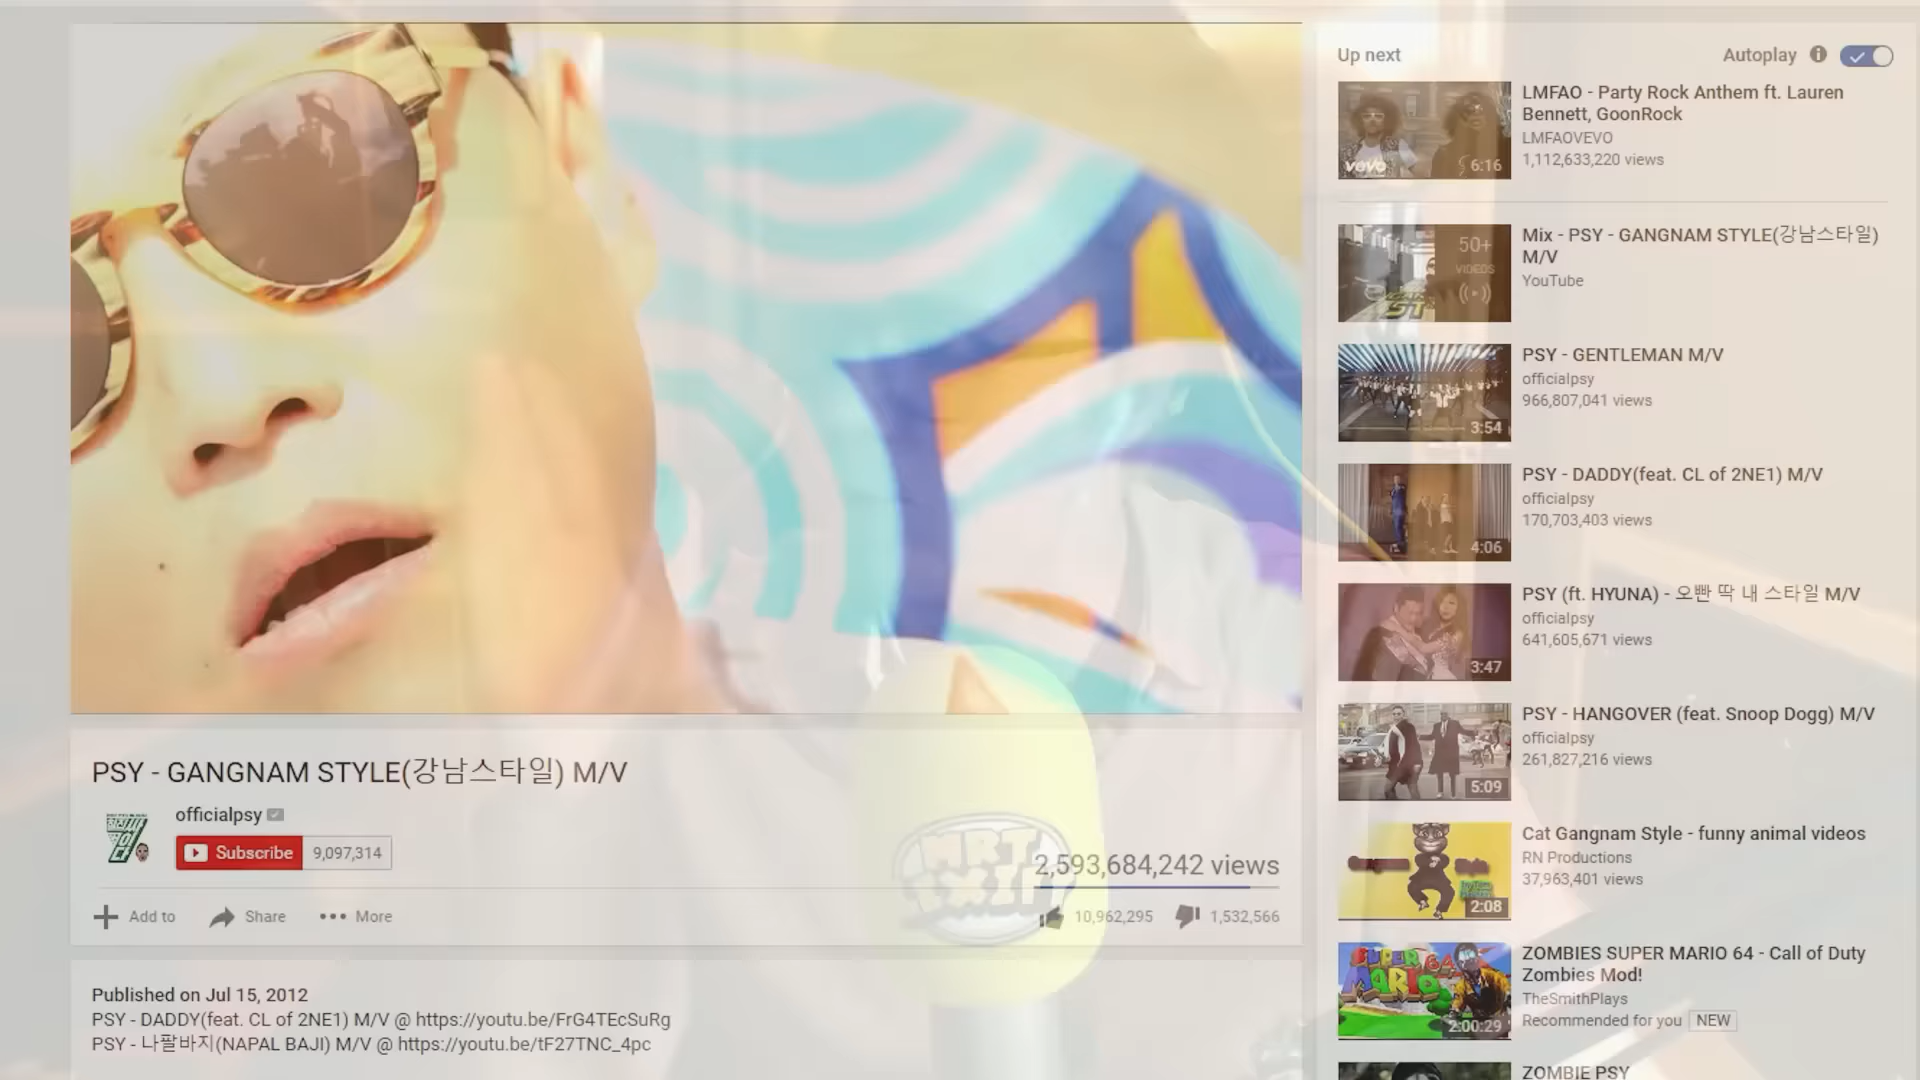 Up next
Autoplay
LMFAO - Party Rock Anthem ft. Lauren
Bennett, GoonRock
LMFAOVEVO
1,112,633,220 views
vevo
6:16
Mix - PSY - GANGNAM STYLE(강남스타일)
M/V
YouTube
50+
VIDEOS
PSY - GENTLEMAN M/V
officialpsy
966,807,041 views
3:54
PSY - DADDY(feat. CL of 2NE1) M/V
officialpsy
170,703,403 views
4:06
PSY (ft. HYUNA) - 오빤 딱 내 스타일 M/V
officialpsy
641,605,671 views
3:47
PSY - HANGOVER (feat. Snoop Dogg) M/V
officialpsy
261,827,216 views
5:09
Cat Gangnam Style - funny animal videos
RN Productions
37,963,401 views
Gangnam Style
2:08
ZOMBIES SUPER MARIO 64 - Call of Duty
Zombies Mod!
TheSmithPlays
Recommended for you NEW
SUPER MARIO 64
2:00:29
ZOMBIE PSY
PSY - GANGNAM STYLE(강남스타일) M/V
officialpsy
Subscribe 9,097,314
2,593,684,242 views
Add to Share More
10,962,295 1,532,566
Published on Jul 15, 2012
PSY - DADDY(feat. CL of 2NE1) M/V @ https://youtu.be/FrG4TEcSuRg
PSY - 나팔바지(NAPAL BAJI) M/V @ https://youtu.be/tF27TNC_4pc